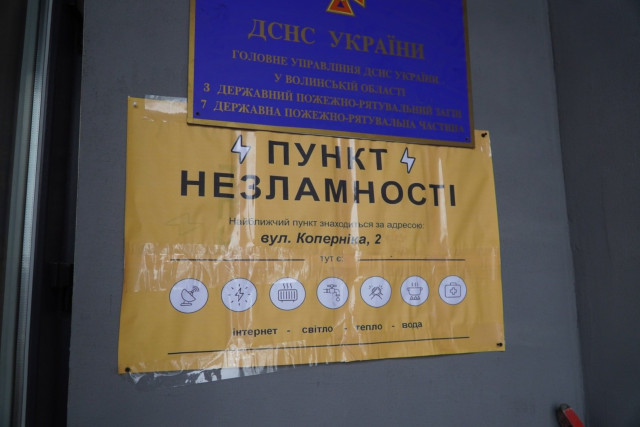 ДСНС УКРАЇНИ
ГОЛОВНЕ УПРАВЛІННЯ ДСНС УКРАЇНИ
У ВОЛИНСЬКІЙ ОБЛАСТІ
3 ДЕРЖАВНИЙ ПОЖЕЖНО-РЯТУВАЛЬНИЙ ЗАГІН
7 ДЕРЖАВНА ПОЖЕЖНО-РЯТУВАЛЬНА ЧАСТИНА
ПУНКТ
НЕЗЛАМНОСТІ
Найближчий пункт знаходиться за адресою:
вул. Коперніка, 2
тут є:
інтернет - світло - тепло - вода